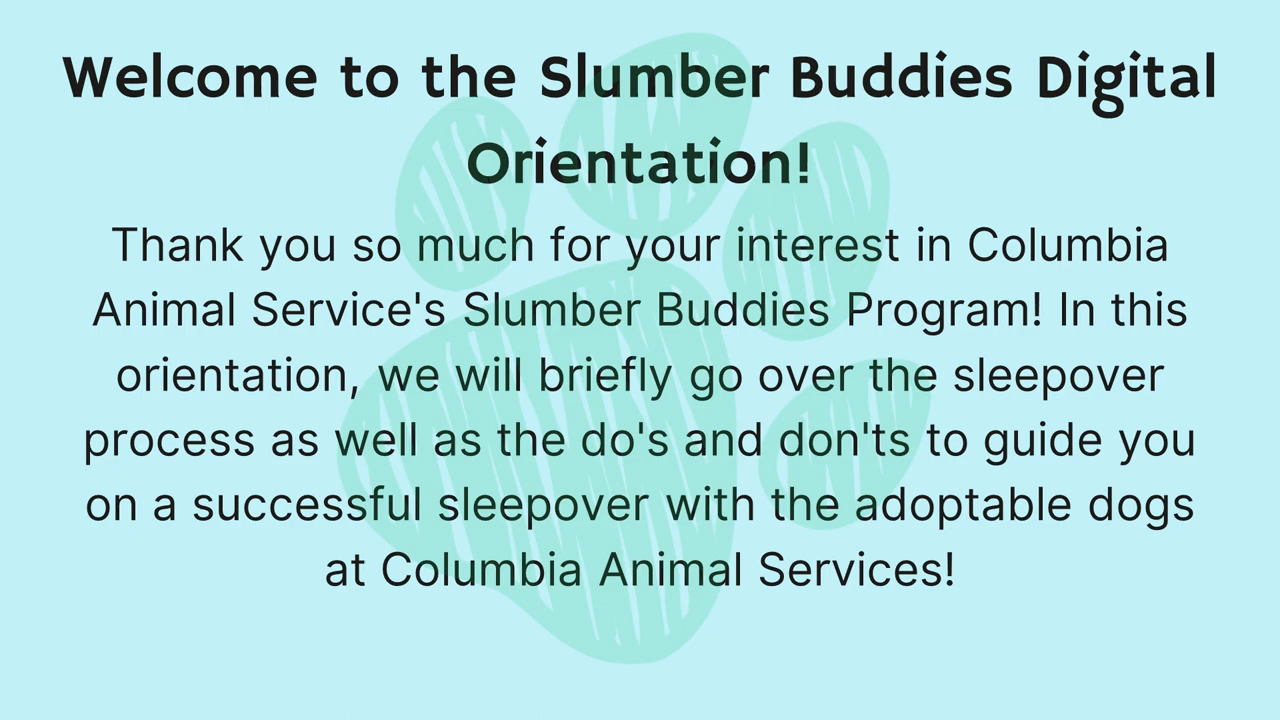 Welcome to the Slumber Buddies Digital
Orientation!
Thank you so much for your interest in Columbia
Animal Service's Slumber Buddies Program! In this
orientation, we will briefly go over the sleepover
process as well as the do's and don'ts to guide you
on a successful sleepover with the adoptable dogs
at Columbia Animal Services!